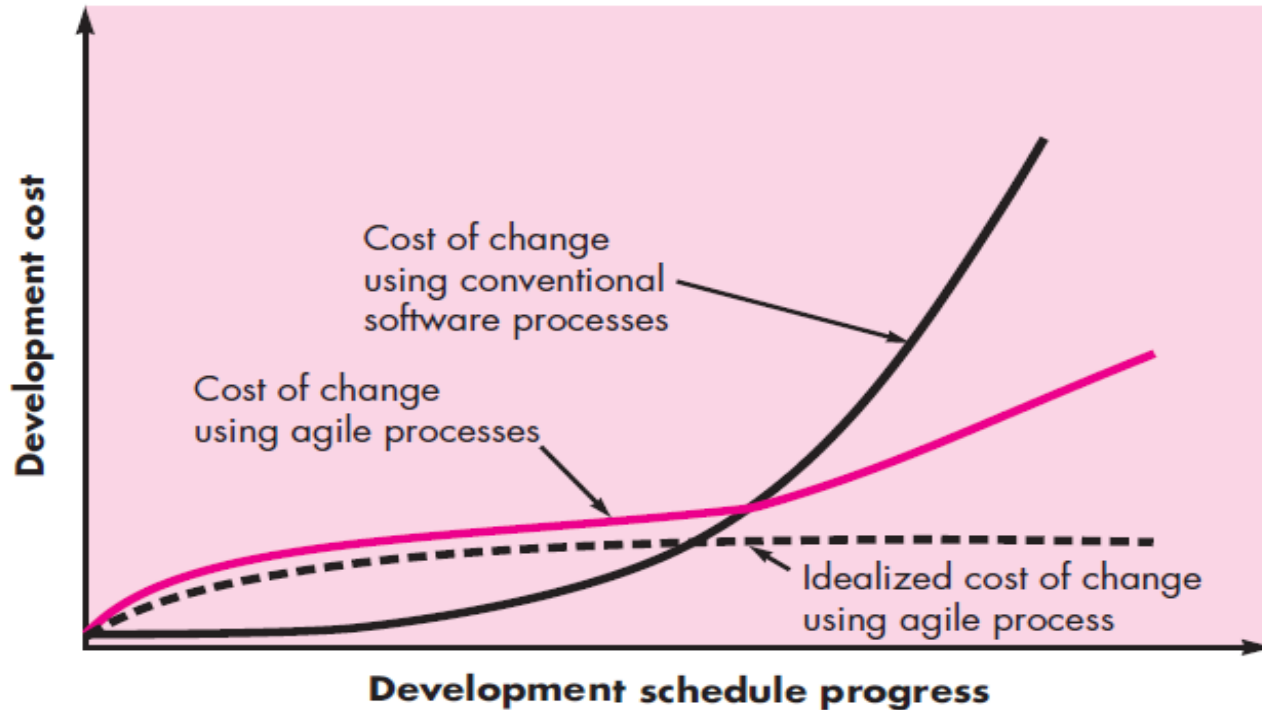 Development cost
Cost of change
using conventional
software processes
Cost of change
using agile processes
Idealized cost of change
using agile process
Development schedule progress